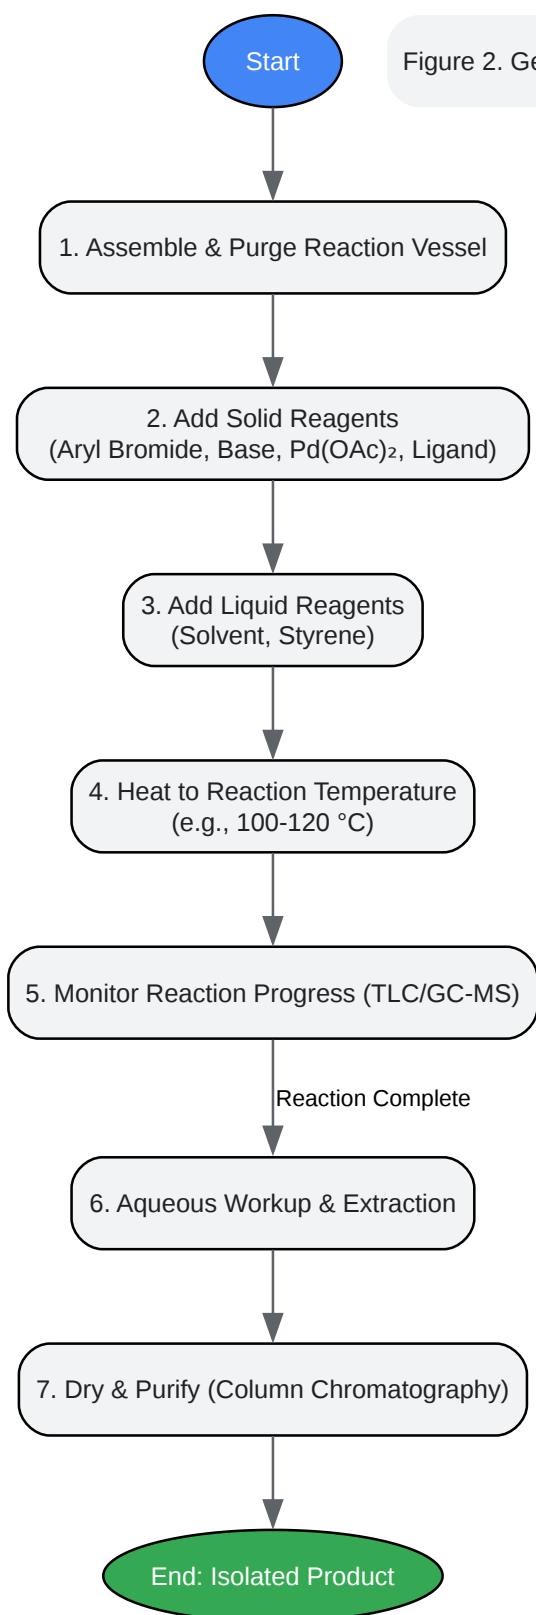 Start
Figure 2. Ge
1. Assemble & Purge Reaction Vessel
2. Add Solid Reagents
(Aryl Bromide, Base, Pd(OAc)₂, Ligand)
3. Add Liquid Reagents
(Solvent, Styrene)
4. Heat to Reaction Temperature
(e.g., 100-120 °C)
5. Monitor Reaction Progress (TLC/GC-MS)
Reaction Complete
6. Aqueous Workup & Extraction
7. Dry & Purify (Column Chromatography)
End: Isolated Product